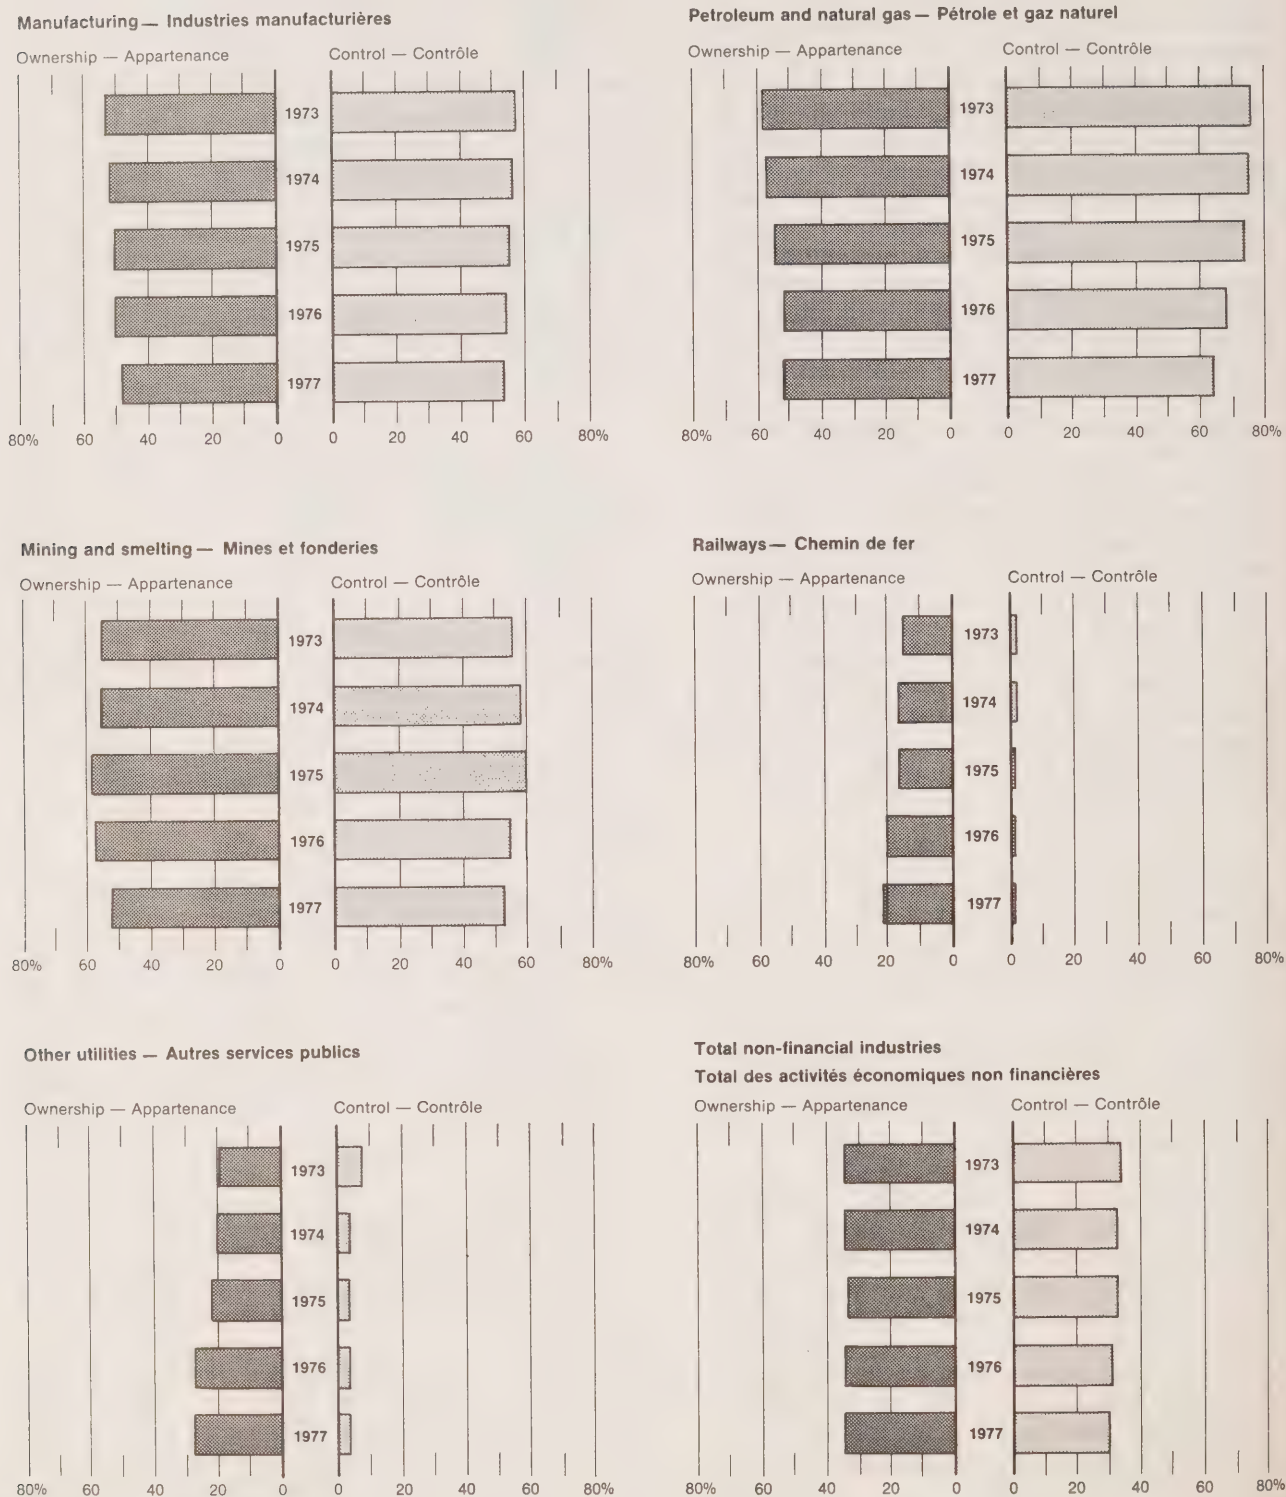 Manufacturing — Industries manufacturières
Ownership — Appartenance
Control — Contrôle
1973
1974
1975
1976
1977
80% 60 40 20 0
0 20 40 60 80%
Petroleum and natural gas — Pétrole et gaz naturel
Ownership — Appartenance
Control — Contrôle
1973
1974
1975
1976
1977
80% 60 40 20 0
0 20 40 60 80%
Mining and smelting — Mines et fonderies
Ownership — Appartenance
Control — Contrôle
1973
1974
1975
1976
1977
80% 60 40 20 0
0 20 40 60 80%
Railways — Chemin de fer
Ownership — Appartenance
Control — Contrôle
1973
1974
1975
1976
1977
80% 60 40 20 0
0 20 40 60 80%
Other utilities — Autres services publics
Ownership — Appartenance
Control — Contrôle
1973
1974
1975
1976
1977
80% 60 40 20 0
0 20 40 60 80%
Total non-financial industries
Total des activités économiques non financières
Ownership — Appartenance
Control — Contrôle
1973
1974
1975
1976
1977
80% 60 40 20 0
0 20 40 60 80%